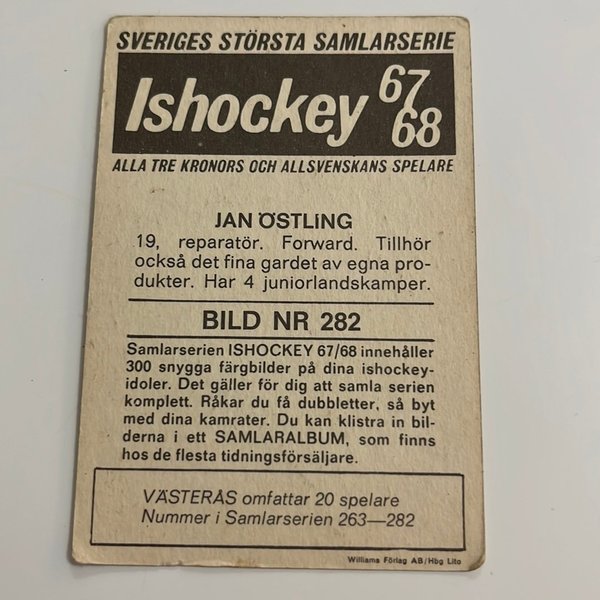 SVERIGES STÖRSTA SAMLARSERIE
Ishockey 67
68
ALLA TRE KRONORS OCH ALLSVENSKANS SPELARE
JAN ÖSTLING
19, reparatör. Forward. Tillhör
också det fina gardet av egna pro-
dukter. Har 4 juniorlandskamper.
BILD NR 282
Samlarserien ISHOCKEY 67/68 innehåller
300 snygga färgbilder på dina ishockey-
idoler. Det gäller för dig att samla serien
komplett. Råkar du få dubbletter, så byt
med dina kamrater. Du kan klistra in bil-
derna i ett SAMLARALBUM, som finns
hos de flesta tidningsförsäljare.
VÄSTERÅS omfattar 20 spelare
Nummer i Samlarserien 263—282
Williams Förlag AB/Hbg Lito